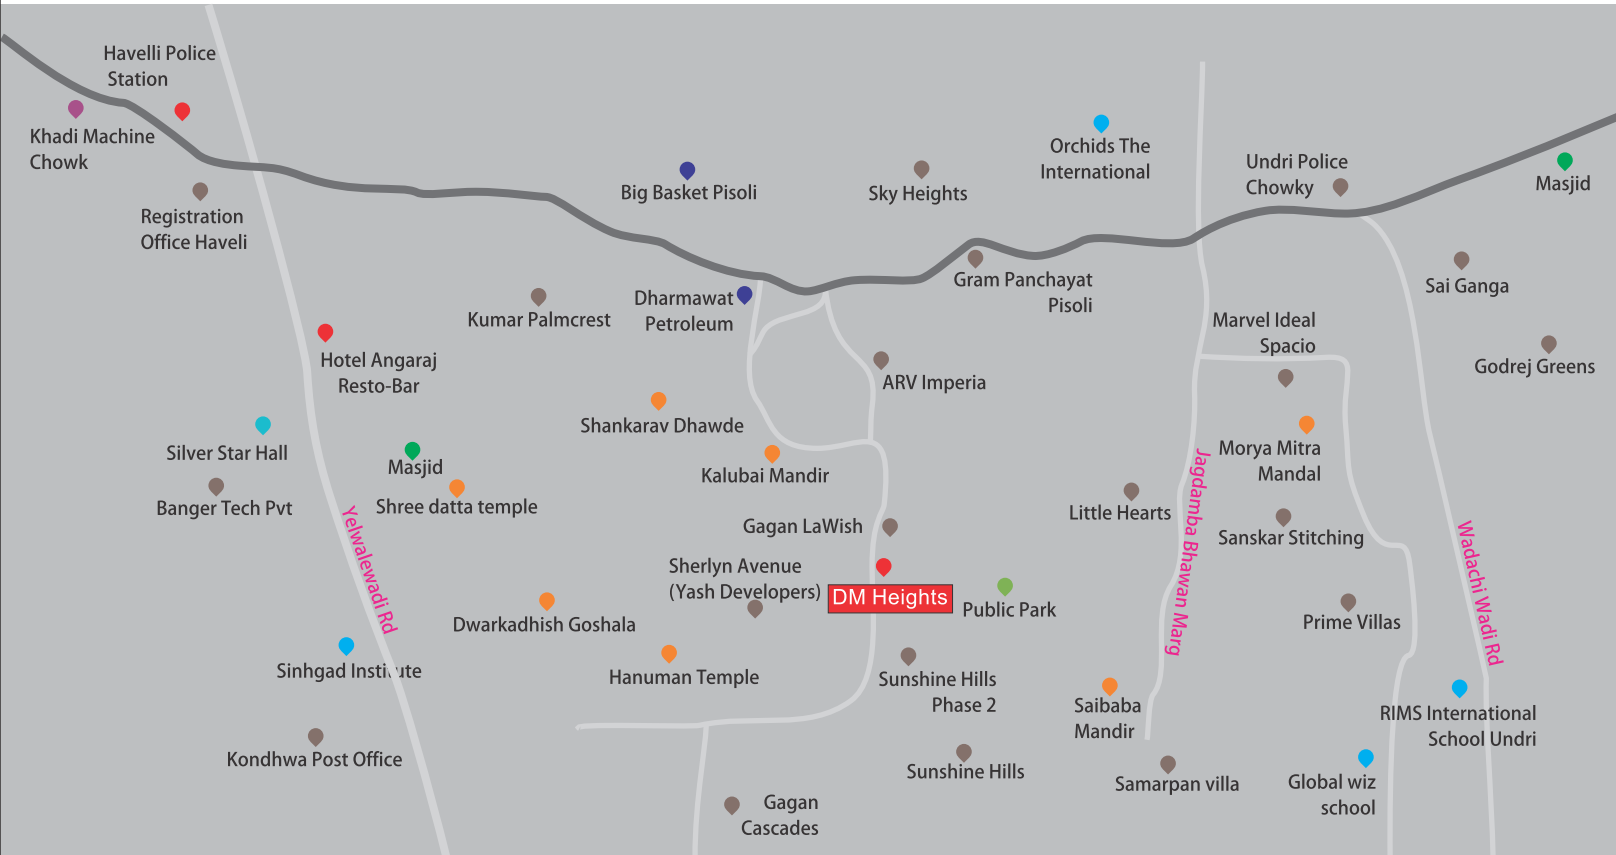 Havelli Police
Station
Khadi Machine
Chowk
Registration
Office Haveli
Big Basket Pisoli
Sky Heights
Orchids The
International
Undri Police
Chowky
Masjid
Kumar Palmcrest
Dharmawat
Petroleum
Gram Panchayat
Pisoli
Sai Ganga
Marvel Ideal
Spacio
Godrej Greens
Hotel Angaraj
Resto-Bar
ARV Imperia
Shankarav Dhawde
Silver Star Hall
Masjid
Kalubai Mandir
Morya Mitra
Mandal
Banger Tech Pvt
Shree datta temple
Gagan LaWish
Little Hearts
Jagdamba Bhawan Marg
Sanskar Stitching
Yelwalewadi Rd
Wadachi Wadi Rd
Sherlyn Avenue
(Yash Developers)
DM Heights
Public Park
Dwarkadhish Goshala
Prime Villas
Sinhgad Institute
Hanuman Temple
Sunshine Hills
Phase 2
Saibaba
Mandir
RIMS International
School Undri
Kondhwa Post Office
Sunshine Hills
Samarpan villa
Global wiz
school
Gagan
Cascades